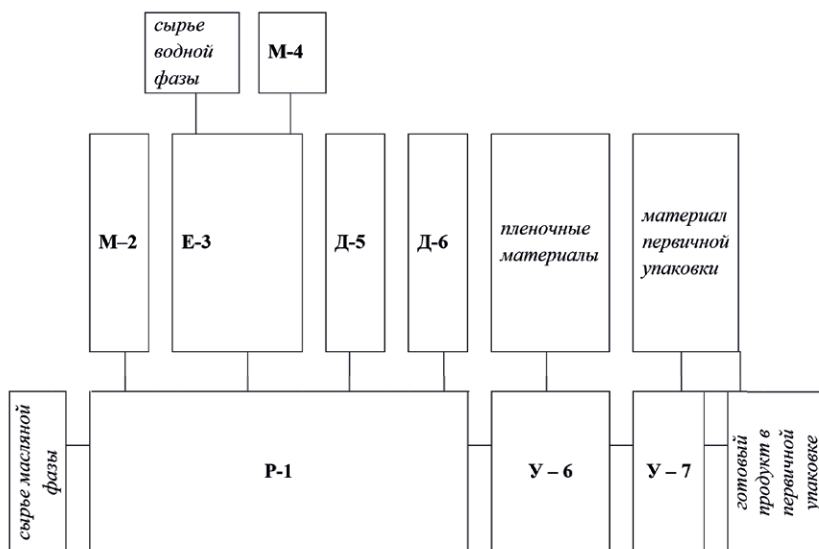 сырье
водной
фазы
М-4
М–2
Е-3
Д-5
Д-6
пленочные
материалы
материал
первичной
упаковки
сырье масляной
фазы
Р-1
У – 6
У – 7
готовый
продукт в
первичной
упаковке